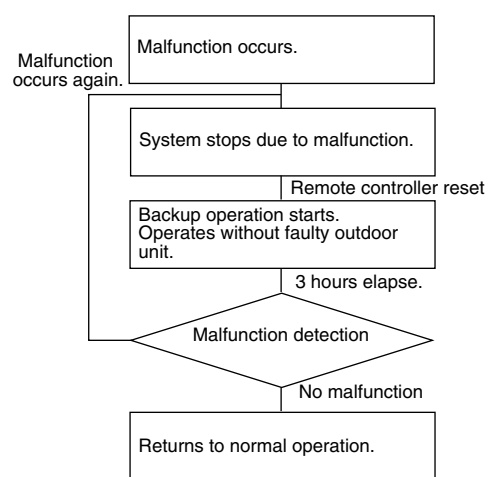 Malfunction occurs.
Malfunction
occurs again.
System stops due to malfunction.
Remote controller reset
Backup operation starts.
Operates without faulty outdoor
unit.
3 hours elapse.
Malfunction detection
No malfunction
Returns to normal operation.